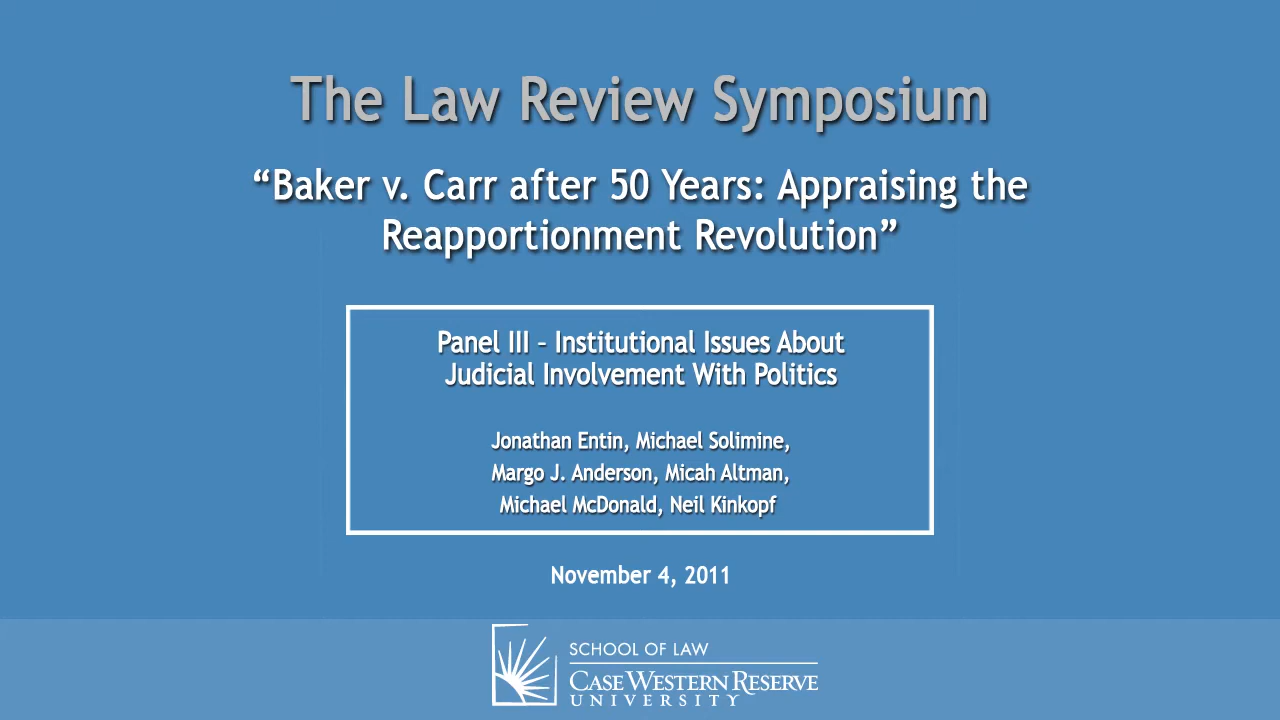 The Law Review Symposium
“Baker v. Carr after 50 Years: Appraising the
Reapportionment Revolution”
Panel III – Institutional Issues About
Judicial Involvement With Politics
Jonathan Entin, Michael Solimine,
Margo J. Anderson, Micah Altman,
Michael McDonald, Neil Kinkopf
November 4, 2011
SCHOOL OF LAW
CASE WESTERN RESERVE
UNIVERSITY